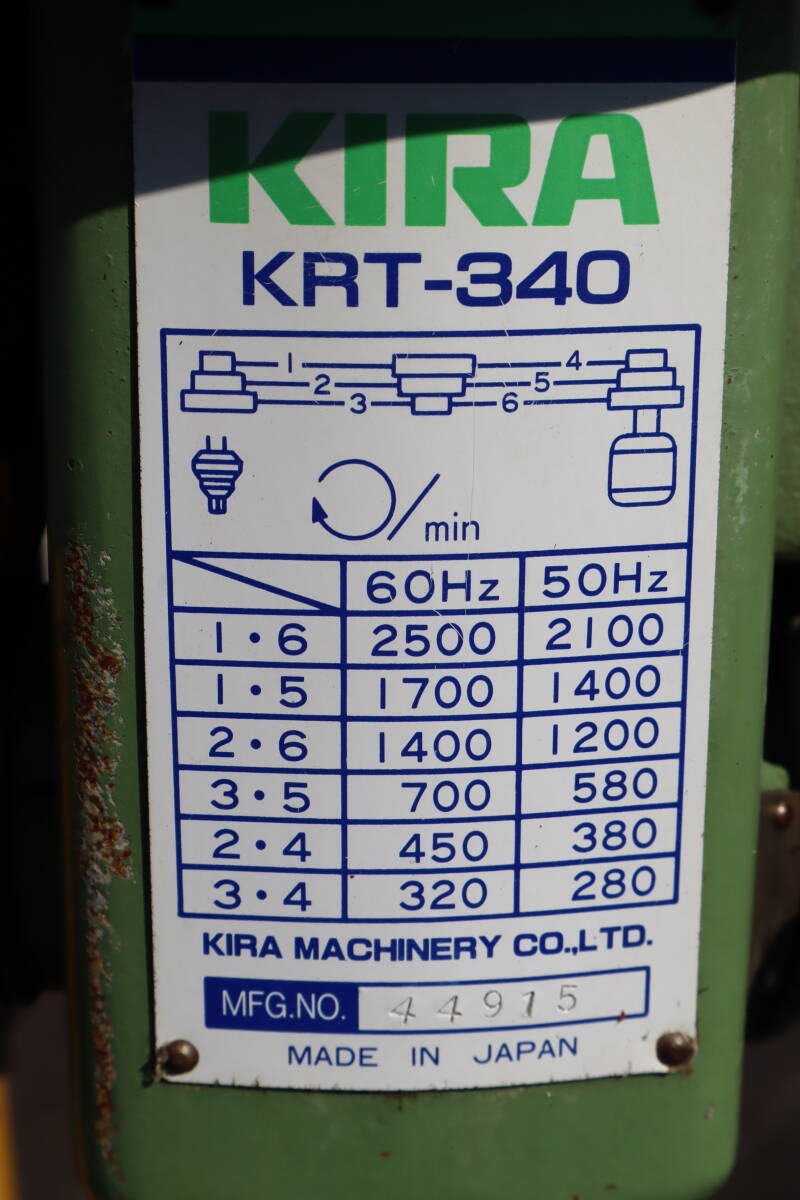 KIRA
KRT-340
1 4
2 5
3 6
/min
60Hz 50Hz
1・6 2500 2100
1・5 1700 1400
2・6 1400 1200
3・5 700 580
2・4 450 380
3・4 320 280
KIRA MACHINERY CO.,LTD.
MFG.NO. 44915
MADE IN JAPAN